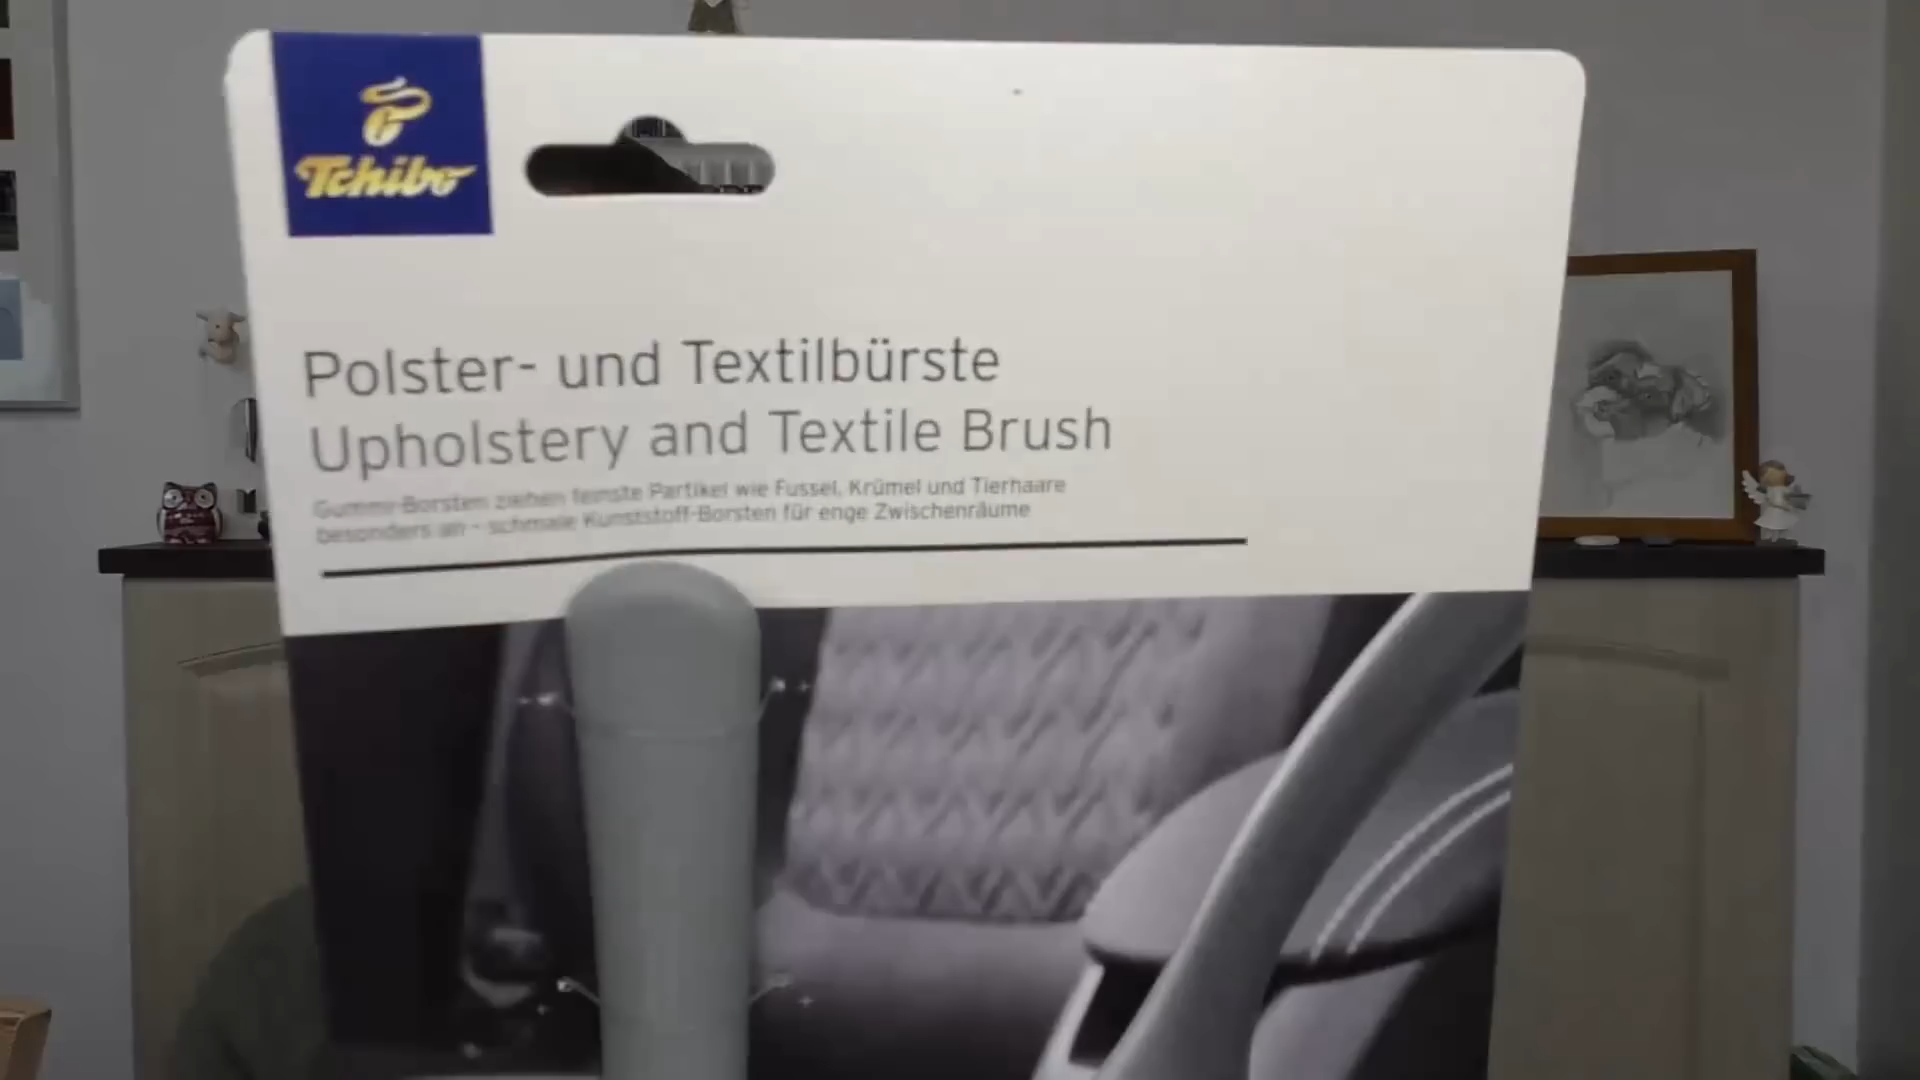 Tchibo
Polster- und Textilbürste
Upholstery and Textile Brush
Gummi-Borsten ziehen feinste Partikel wie Fussel, Krümel und Tierhaare
besonders an - schmale Kunststoff-Borsten für enge Zwischenräume